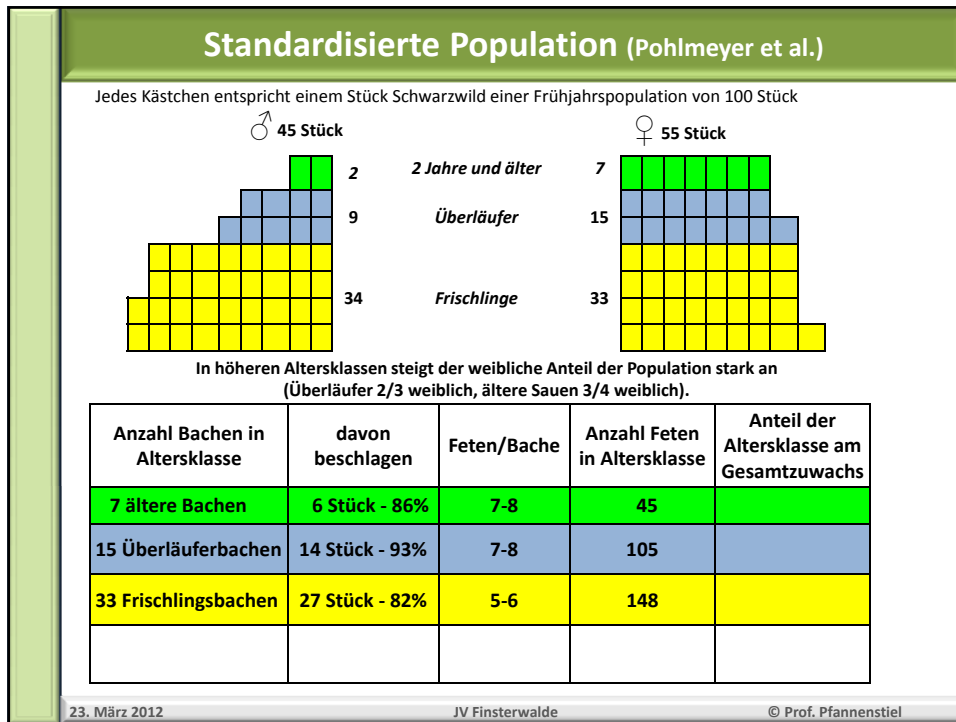 Standardisierte Population (Pohlmeyer et al.)
Jedes Kästchen entspricht einem Stück Schwarzwild einer Frühjahrspopulation von 100 Stück
♂ 45 Stück
♀ 55 Stück
2 2 Jahre und älter 7
9 Überläufer 15
34 Frischlinge 33
In höheren Altersklassen steigt der weibliche Anteil der Population stark an
(Überläufer 2/3 weiblich, ältere Sauen 3/4 weiblich).
Anzahl Bachen in
Altersklasse
davon
beschlagen
Feten/Bache
Anzahl Feten
in Altersklasse
Anteil der
Altersklasse am
Gesamtzuwachs
7 ältere Bachen 6 Stück - 86% 7-8 45
15 Überläuferbachen 14 Stück - 93% 7-8 105
33 Frischlingsbachen 27 Stück - 82% 5-6 148
23. März 2012 JV Finsterwalde © Prof. Pfannenstiel